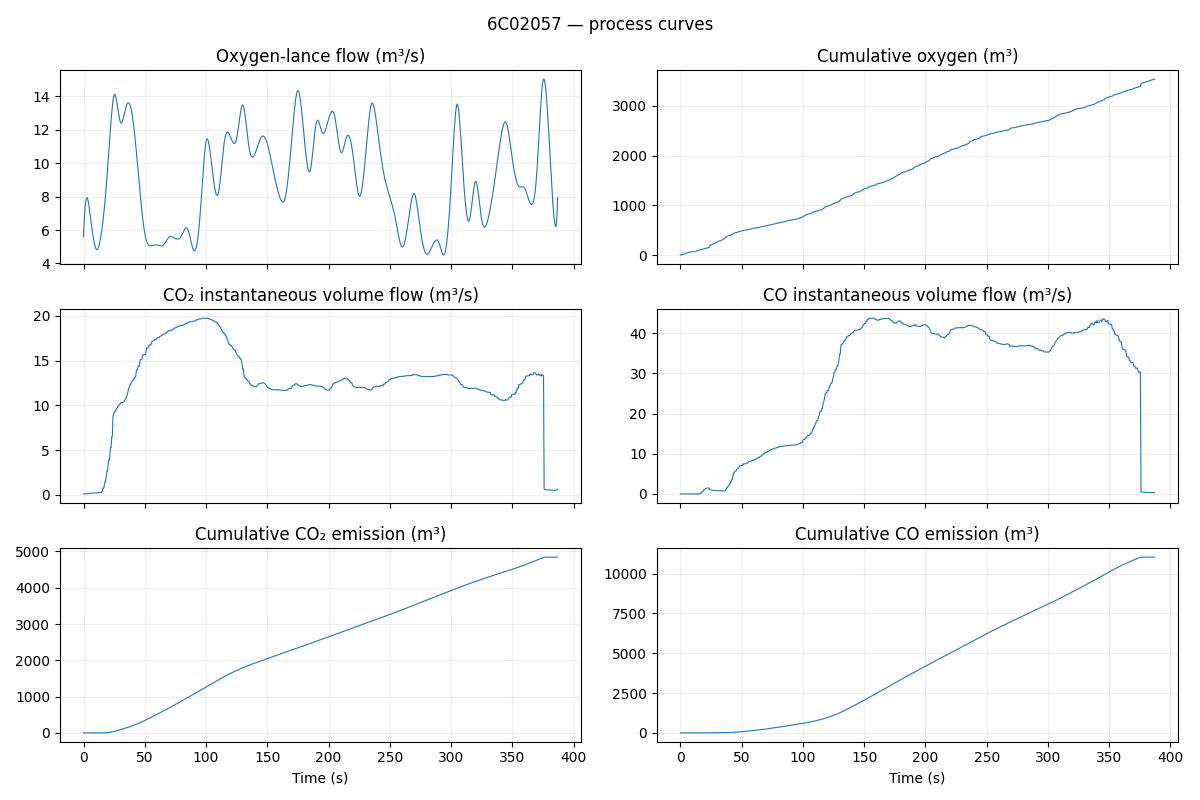 6C02057 — process curves
Oxygen-lance flow (m³/s)
14
12
10
8
6
4
Cumulative oxygen (m³)
3000
2000
1000
0
CO₂ instantaneous volume flow (m³/s)
20
15
10
5
0
CO instantaneous volume flow (m³/s)
40
30
20
10
0
Cumulative CO₂ emission (m³)
5000
4000
3000
2000
1000
0
0 50 100 150 200 250 300 350 400
Time (s)
Cumulative CO emission (m³)
10000
7500
5000
2500
0
0 50 100 150 200 250 300 350 400
Time (s)